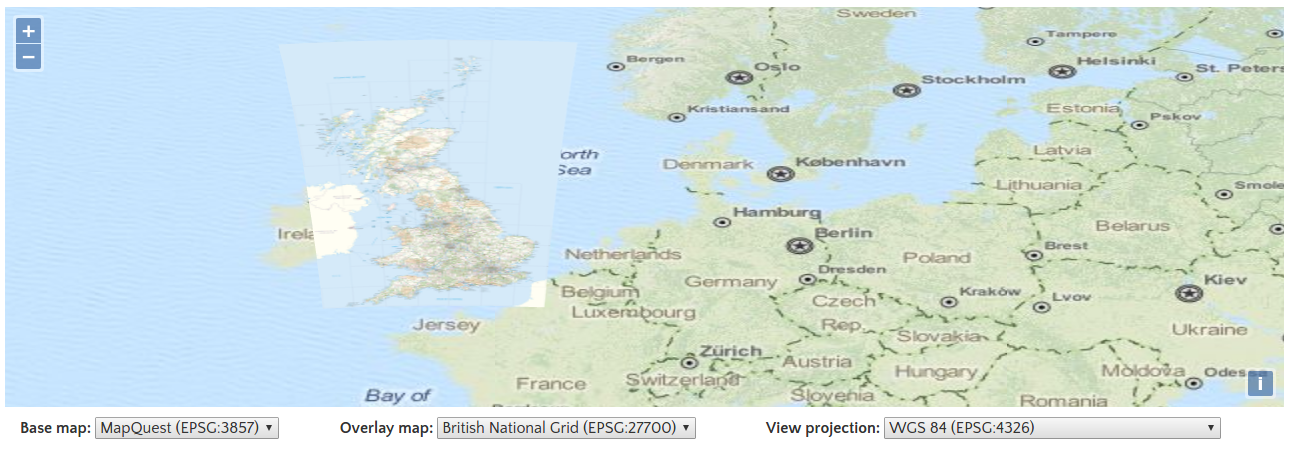 +
−
Sweden
Tampere
Bergen
Oslo
Helsinki
St. Peters
Stockholm
Kristiansand
Estonia
Pskov
orth
Sea
Denmark
København
Latvia
Lithuania
Smole
Hamburg
Belarus
Irela
Berlin
Brest
Netherlands
Poland
Dresden
Germany
Kiev
Belgium
Kraków
Lvov
Czech
Rep.
Luxembourg
Jersey
Slovakia
Ukraine
Zürich
Austria
Hungary
Moldova
Odessa
France
Switzerland
Slovenia
Bay of
Romania
i
Base map: MapQuest (EPSG:3857) ▾ Overlay map: British National Grid (EPSG:27700) ▾ View projection: WGS 84 (EPSG:4326) ▾